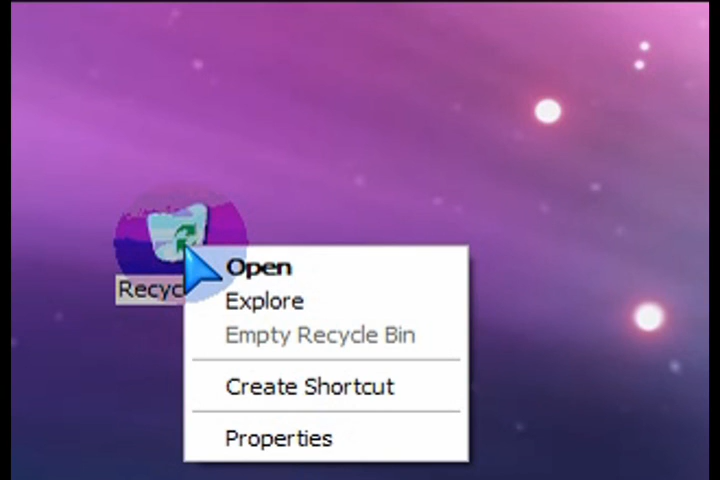 Open
Recyc
Explore
Empty Recycle Bin
Create Shortcut
Properties